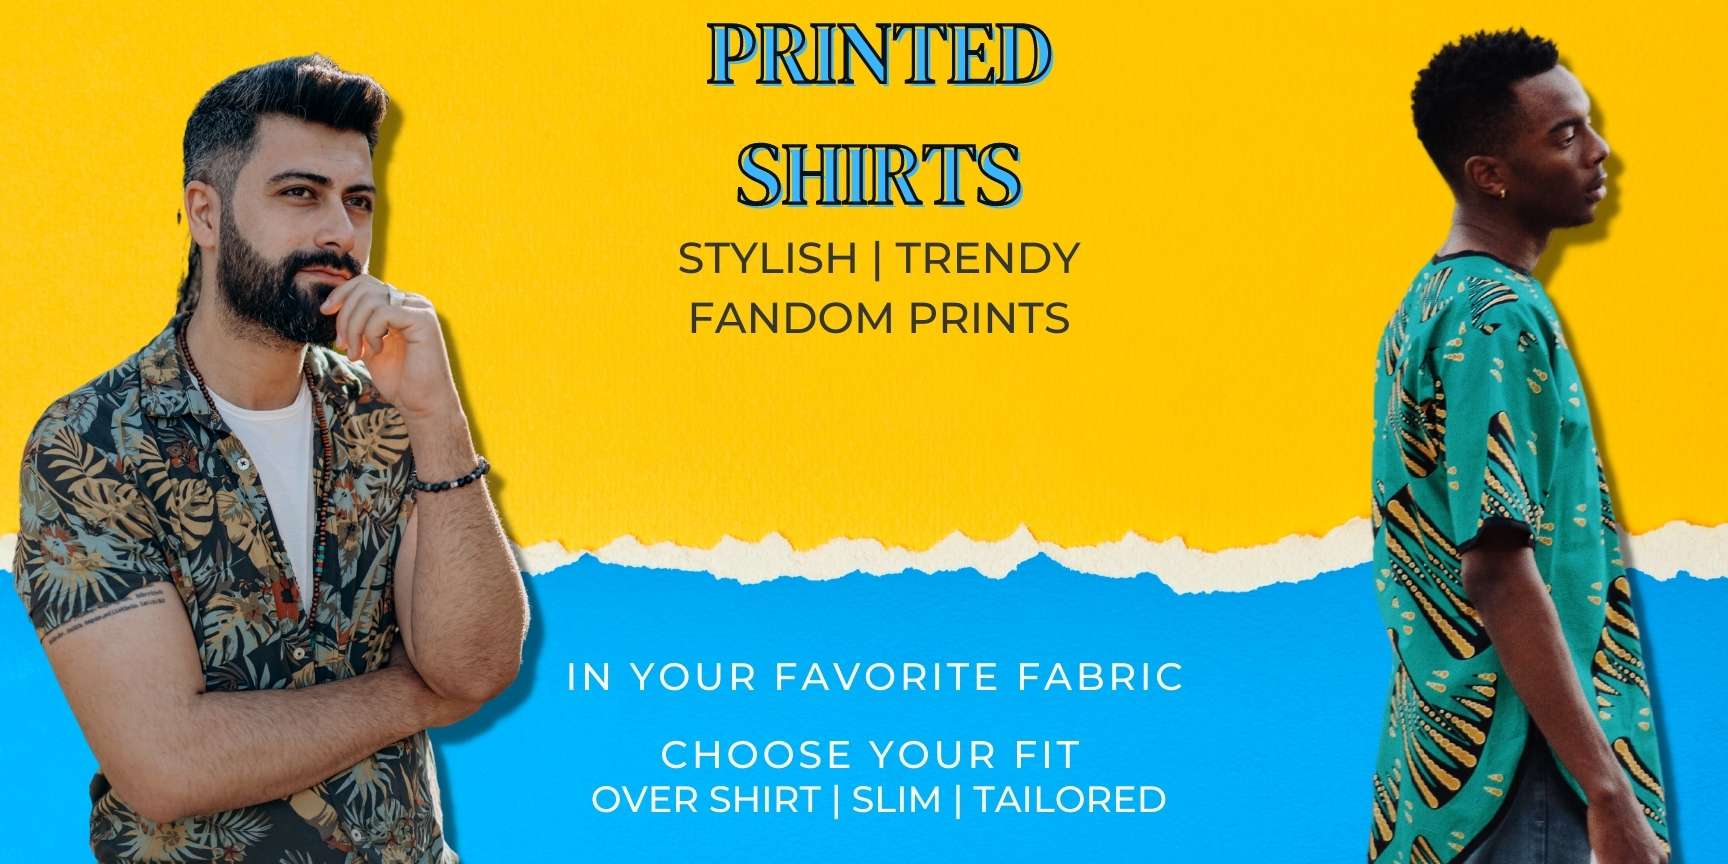 PRINTED
SHIRTS
STYLISH | TRENDY
FANDOM PRINTS
IN YOUR FAVORITE FABRIC
CHOOSE YOUR FIT
OVER SHIRT | SLIM | TAILORED